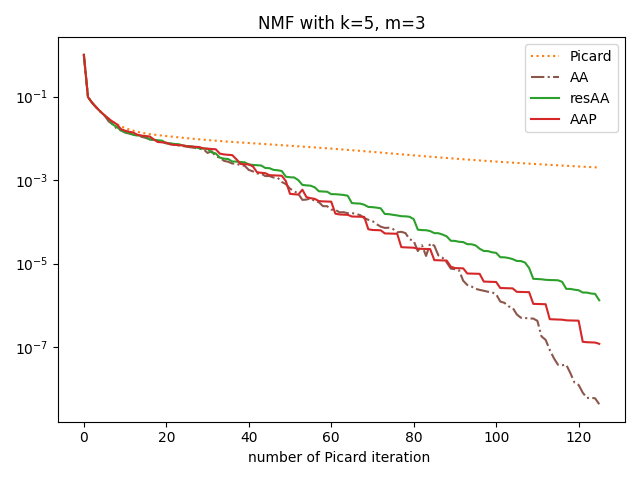 NMF with k=5, m=3
Picard
AA
resAA
AAP
10⁻¹
10⁻³
10⁻⁵
10⁻⁷
0 20 40 60 80 100 120
number of Picard iteration